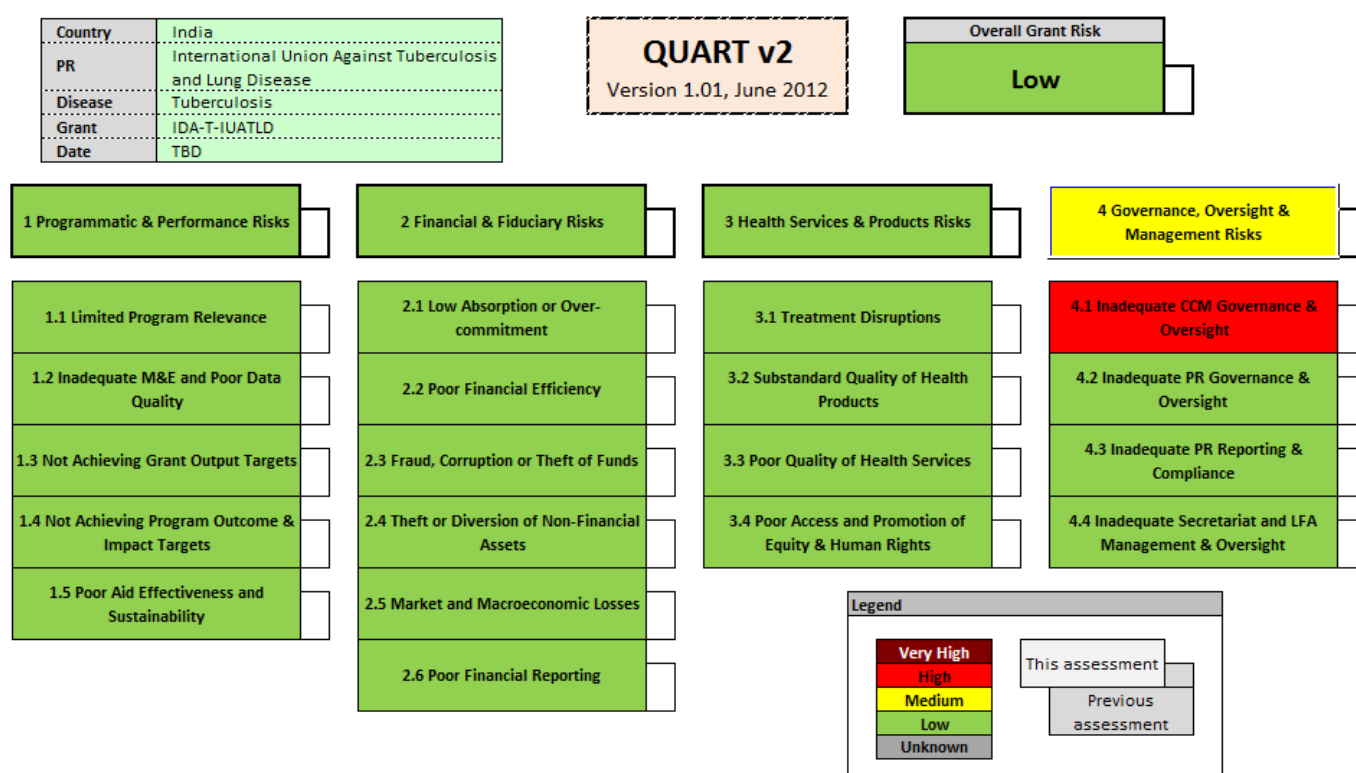 Country India
PR International Union Against Tuberculosis
and Lung Disease
Disease Tuberculosis
Grant IDA-T-IUATLD
Date TBD
QUART v2
Version 1.01, June 2012
Overall Grant Risk
Low
1 Programmatic & Performance Risks
2 Financial & Fiduciary Risks
3 Health Services & Products Risks
4 Governance, Oversight &
Management Risks
1.1 Limited Program Relevance
1.2 Inadequate M&E and Poor Data
Quality
1.3 Not Achieving Grant Output Targets
1.4 Not Achieving Program Outcome &
Impact Targets
1.5 Poor Aid Effectiveness and
Sustainability
2.1 Low Absorption or Over-
commitment
2.2 Poor Financial Efficiency
2.3 Fraud, Corruption or Theft of Funds
2.4 Theft or Diversion of Non-Financial
Assets
2.5 Market and Macroeconomic Losses
2.6 Poor Financial Reporting
3.1 Treatment Disruptions
3.2 Substandard Quality of Health
Products
3.3 Poor Quality of Health Services
3.4 Poor Access and Promotion of
Equity & Human Rights
4.1 Inadequate CCM Governance &
Oversight
4.2 Inadequate PR Governance &
Oversight
4.3 Inadequate PR Reporting &
Compliance
4.4 Inadequate Secretariat and LFA
Management & Oversight
Legend
Very High
High
Medium
Low
Unknown
This assessment
Previous
assessment